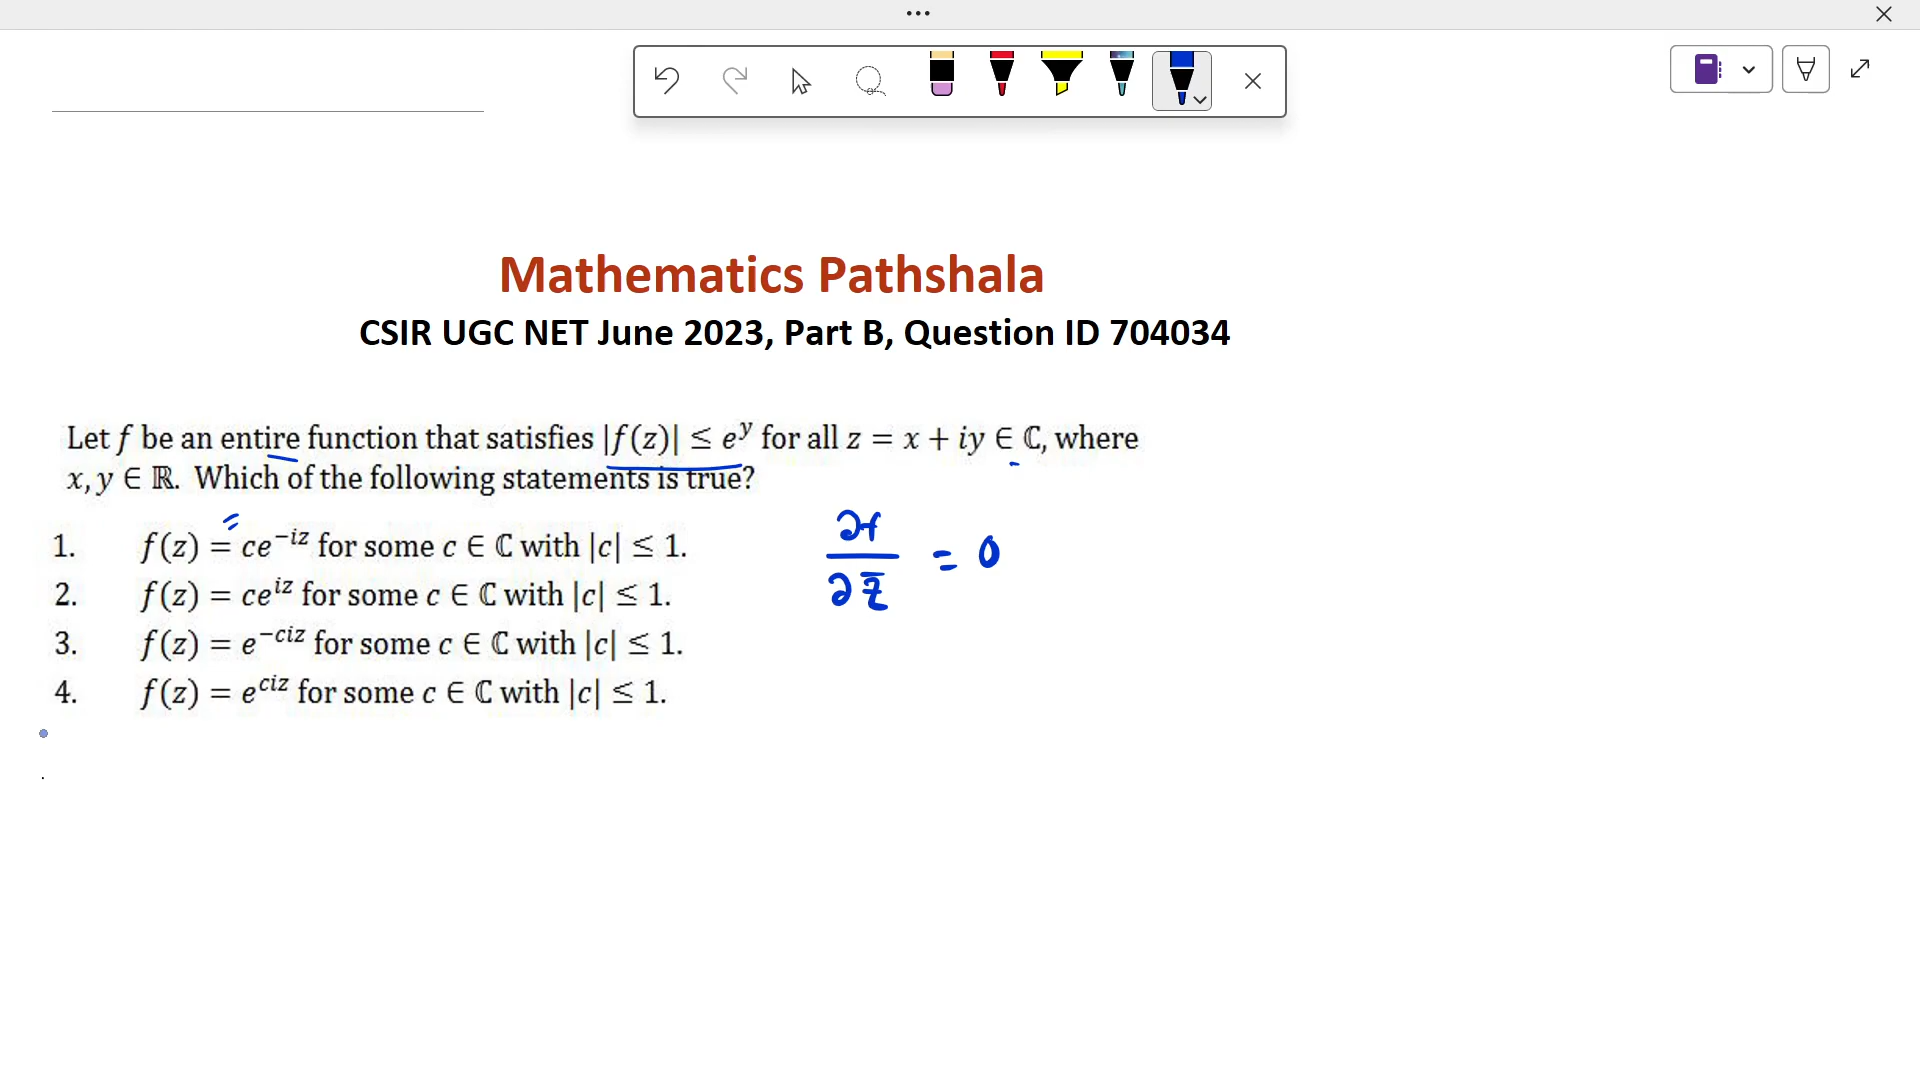 Mathematics Pathshala
CSIR UGC NET June 2023, Part B, Question ID 704034
Let f be an entire function that satisfies |f(z)| ≤ e^y for all z = x + iy ∈ ℂ, where
x, y ∈ ℝ. Which of the following statements is true?
1. f(z) = ce^{−iz} for some c ∈ ℂ with |c| ≤ 1.
2. f(z) = ce^{iz} for some c ∈ ℂ with |c| ≤ 1.
3. f(z) = e^{−ciz} for some c ∈ ℂ with |c| ≤ 1.
4. f(z) = e^{ciz} for some c ∈ ℂ with |c| ≤ 1.
∂f/∂z̄ = 0